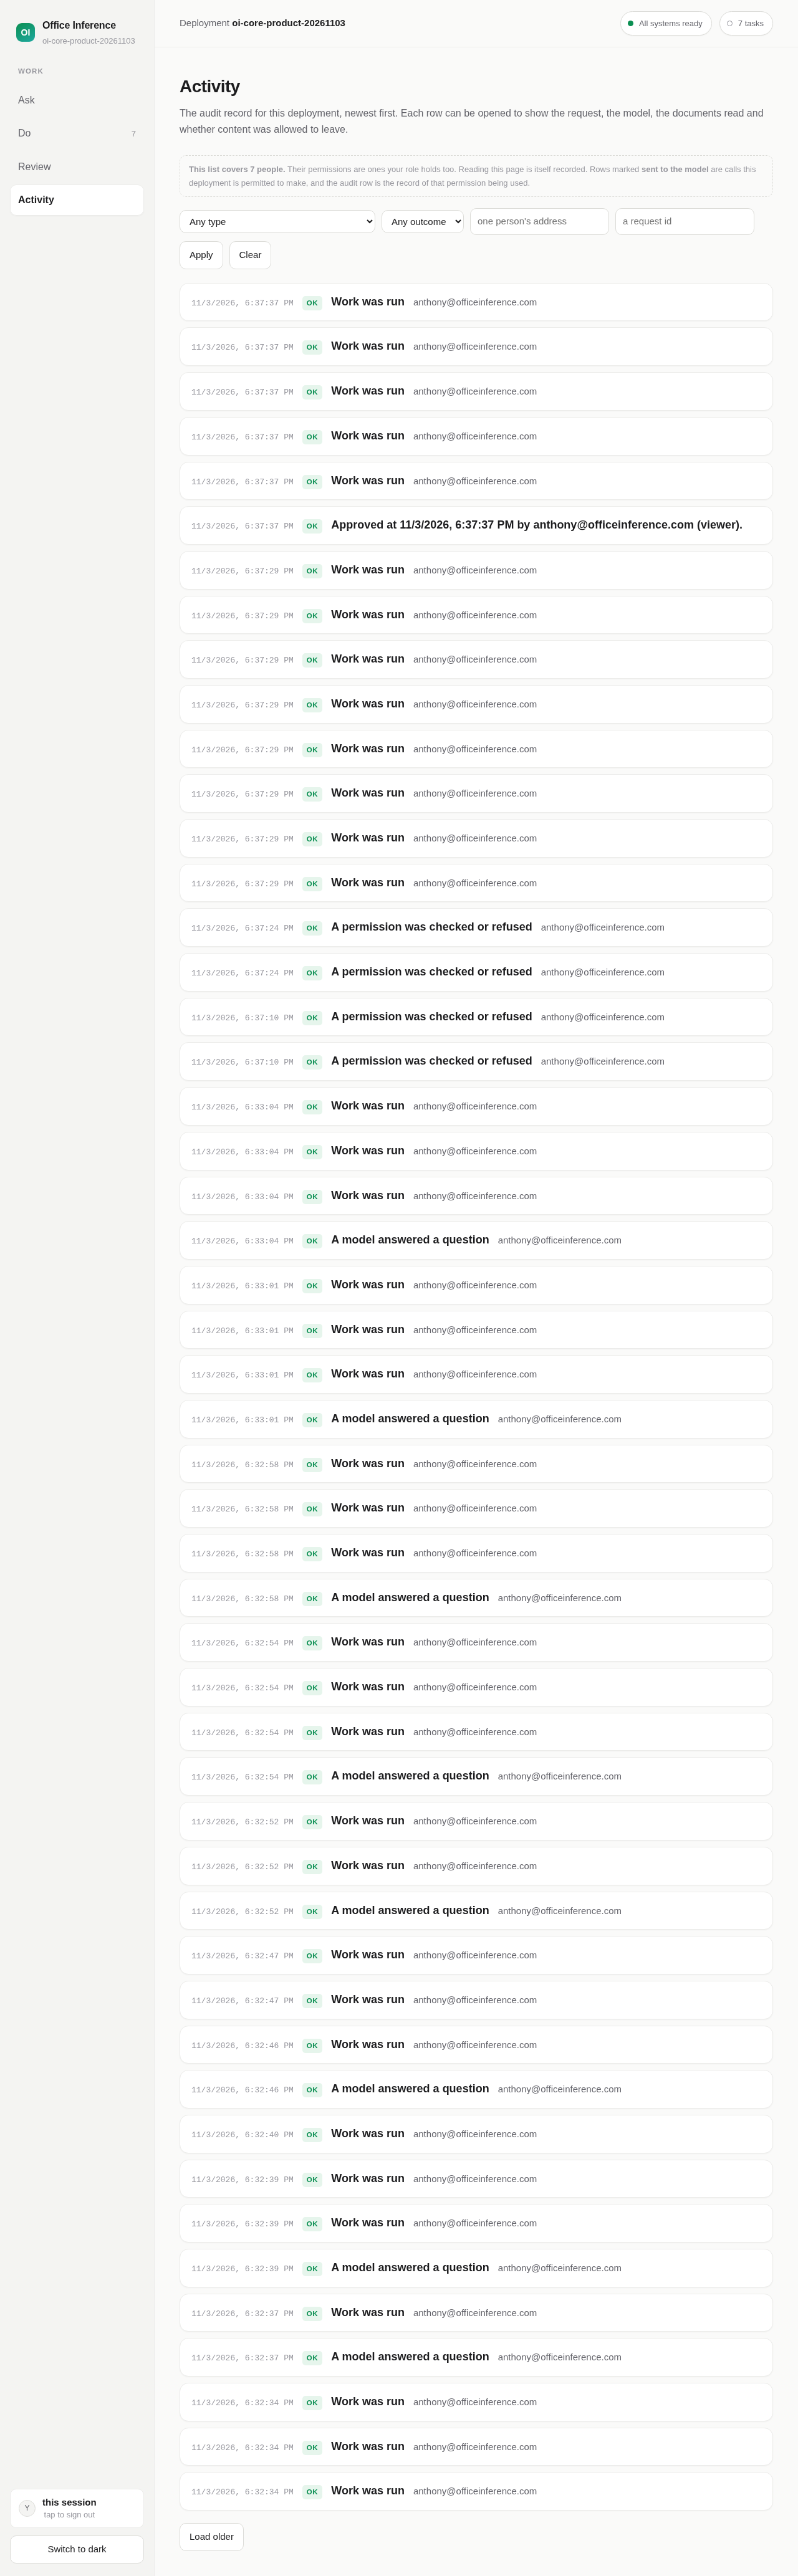 OI
Office Inference
oi-core-product-20261103
WORK
Ask
Do 7
Review
Activity
Deployment oi-core-product-20261103
All systems ready
7 tasks
Activity
The audit record for this deployment, newest first. Each row can be opened to show the request, the model, the documents read and
whether content was allowed to leave.
This list covers 7 people. Their permissions are ones your role holds too. Reading this page is itself recorded. Rows marked sent to the model are calls this
deployment is permitted to make, and the audit row is the record of that permission being used.
Any type Any outcome one person's address a request id
Apply Clear
11/3/2026, 6:37:37 PM OK Work was run anthony@officeinference.com
11/3/2026, 6:37:37 PM OK Work was run anthony@officeinference.com
11/3/2026, 6:37:37 PM OK Work was run anthony@officeinference.com
11/3/2026, 6:37:37 PM OK Work was run anthony@officeinference.com
11/3/2026, 6:37:37 PM OK Work was run anthony@officeinference.com
11/3/2026, 6:37:37 PM OK Approved at 11/3/2026, 6:37:37 PM by anthony@officeinference.com (viewer).
11/3/2026, 6:37:29 PM OK Work was run anthony@officeinference.com
11/3/2026, 6:37:29 PM OK Work was run anthony@officeinference.com
11/3/2026, 6:37:29 PM OK Work was run anthony@officeinference.com
11/3/2026, 6:37:29 PM OK Work was run anthony@officeinference.com
11/3/2026, 6:37:29 PM OK Work was run anthony@officeinference.com
11/3/2026, 6:37:29 PM OK Work was run anthony@officeinference.com
11/3/2026, 6:37:29 PM OK Work was run anthony@officeinference.com
11/3/2026, 6:37:29 PM OK Work was run anthony@officeinference.com
11/3/2026, 6:37:24 PM OK A permission was checked or refused anthony@officeinference.com
11/3/2026, 6:37:24 PM OK A permission was checked or refused anthony@officeinference.com
11/3/2026, 6:37:10 PM OK A permission was checked or refused anthony@officeinference.com
11/3/2026, 6:37:10 PM OK A permission was checked or refused anthony@officeinference.com
11/3/2026, 6:33:04 PM OK Work was run anthony@officeinference.com
11/3/2026, 6:33:04 PM OK Work was run anthony@officeinference.com
11/3/2026, 6:33:04 PM OK Work was run anthony@officeinference.com
11/3/2026, 6:33:04 PM OK A model answered a question anthony@officeinference.com
11/3/2026, 6:33:01 PM OK Work was run anthony@officeinference.com
11/3/2026, 6:33:01 PM OK Work was run anthony@officeinference.com
11/3/2026, 6:33:01 PM OK Work was run anthony@officeinference.com
11/3/2026, 6:33:01 PM OK A model answered a question anthony@officeinference.com
11/3/2026, 6:32:58 PM OK Work was run anthony@officeinference.com
11/3/2026, 6:32:58 PM OK Work was run anthony@officeinference.com
11/3/2026, 6:32:58 PM OK Work was run anthony@officeinference.com
11/3/2026, 6:32:58 PM OK A model answered a question anthony@officeinference.com
11/3/2026, 6:32:54 PM OK Work was run anthony@officeinference.com
11/3/2026, 6:32:54 PM OK Work was run anthony@officeinference.com
11/3/2026, 6:32:54 PM OK Work was run anthony@officeinference.com
11/3/2026, 6:32:54 PM OK A model answered a question anthony@officeinference.com
11/3/2026, 6:32:52 PM OK Work was run anthony@officeinference.com
11/3/2026, 6:32:52 PM OK Work was run anthony@officeinference.com
11/3/2026, 6:32:52 PM OK A model answered a question anthony@officeinference.com
11/3/2026, 6:32:47 PM OK Work was run anthony@officeinference.com
11/3/2026, 6:32:47 PM OK Work was run anthony@officeinference.com
11/3/2026, 6:32:46 PM OK Work was run anthony@officeinference.com
11/3/2026, 6:32:46 PM OK A model answered a question anthony@officeinference.com
11/3/2026, 6:32:40 PM OK Work was run anthony@officeinference.com
11/3/2026, 6:32:39 PM OK Work was run anthony@officeinference.com
11/3/2026, 6:32:39 PM OK Work was run anthony@officeinference.com
11/3/2026, 6:32:39 PM OK A model answered a question anthony@officeinference.com
11/3/2026, 6:32:37 PM OK Work was run anthony@officeinference.com
11/3/2026, 6:32:37 PM OK A model answered a question anthony@officeinference.com
11/3/2026, 6:32:34 PM OK Work was run anthony@officeinference.com
11/3/2026, 6:32:34 PM OK Work was run anthony@officeinference.com
11/3/2026, 6:32:34 PM OK Work was run anthony@officeinference.com
Load older
Y
this session
tap to sign out
Switch to dark